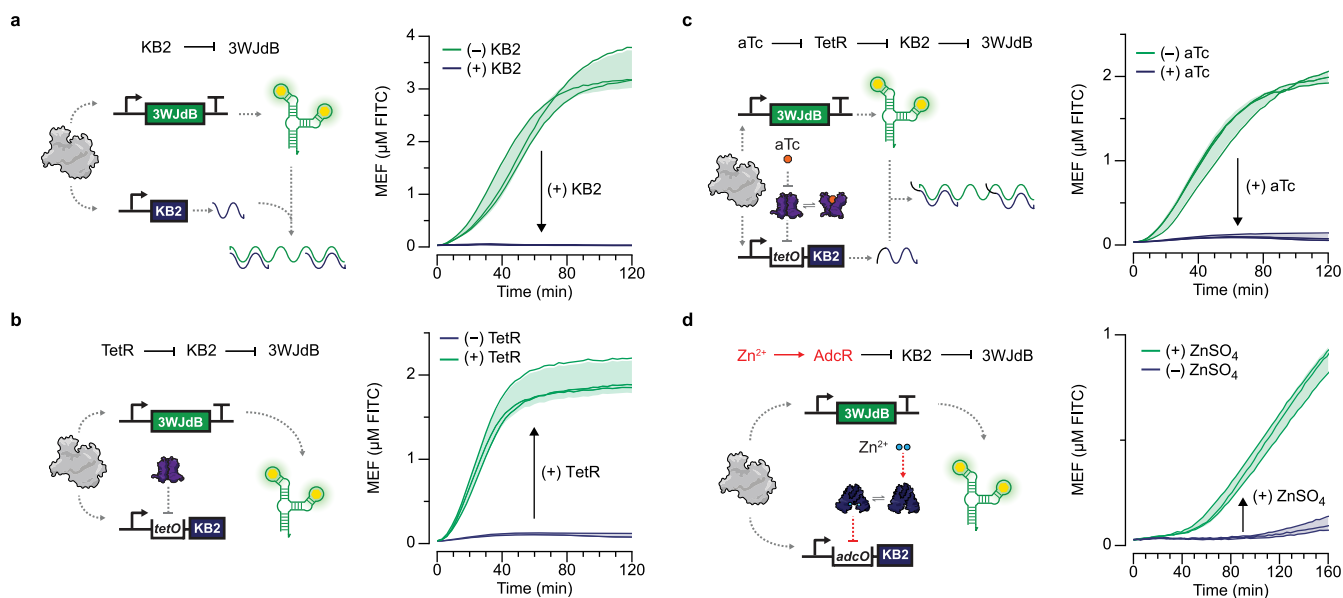 a
KB2 3WJdB
3WJdB
KB2
MEF (µM FITC)
4
3
2
1
0
(−) KB2
(+) KB2
(+) KB2
0 40 80 120
Time (min)
b
TetR KB2 3WJdB
3WJdB
tetO KB2
MEF (µM FITC)
2
1
0
(−) TetR
(+) TetR
(+) TetR
0 40 80 120
Time (min)
c
aTc TetR KB2 3WJdB
3WJdB
aTc
tetO KB2
MEF (µM FITC)
2
1
0
(−) aTc
(+) aTc
(+) aTc
0 40 80 120
Time (min)
d
Zn²⁺ AdcR KB2 3WJdB
3WJdB
Zn²⁺
adcO KB2
MEF (µM FITC)
1
0
(+) ZnSO₄
(−) ZnSO₄
(+) ZnSO₄
0 40 80 120 160
Time (min)